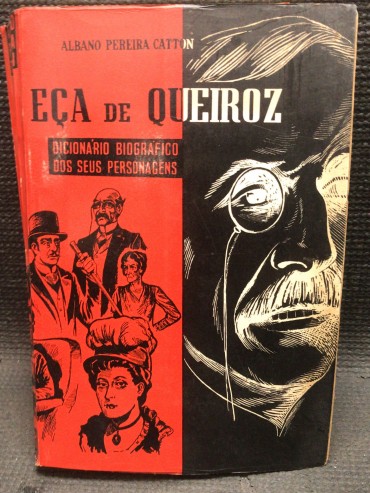 ALBANO PEREIRA CATTON
EÇA DE QUEIROZ
DICIONÁRIO BIOGRÁFICO
DOS SEUS PERSONAGENS